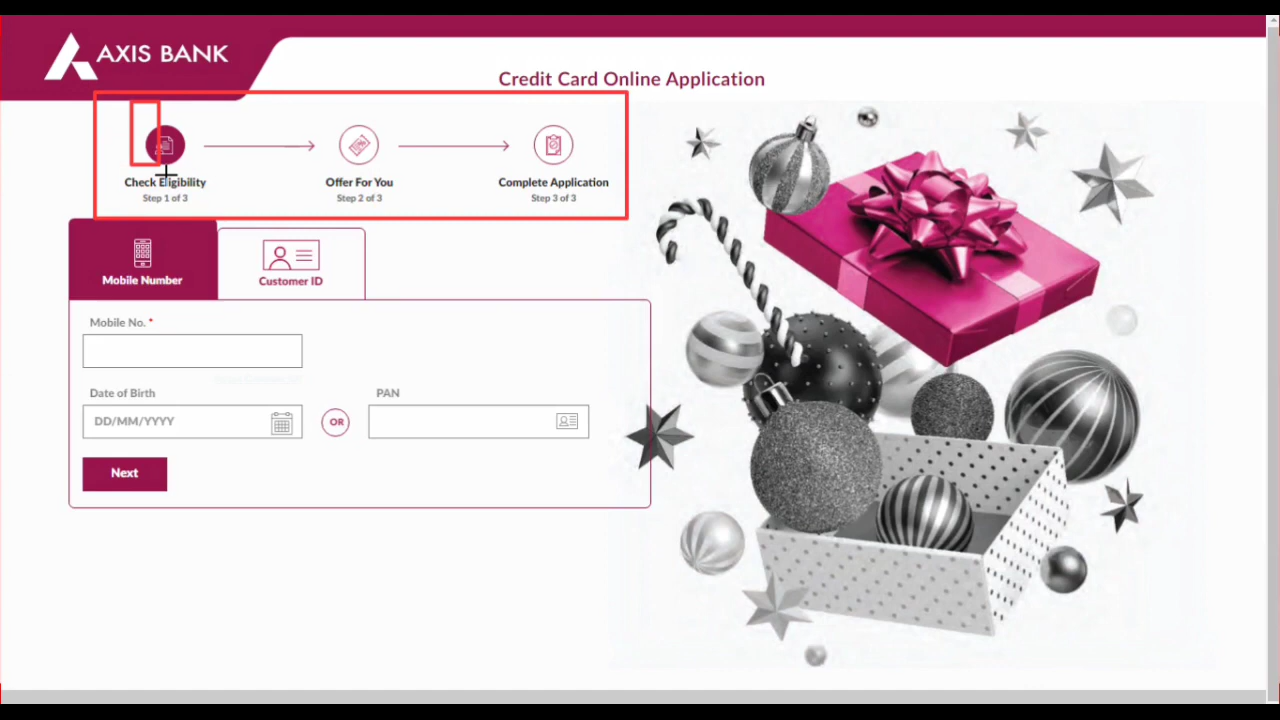 AXIS BANK
Credit Card Online Application
Check Eligibility
Step 1 of 3
Offer For You
Step 2 of 3
Complete Application
Step 3 of 3
Mobile Number
Customer ID
Mobile No. *
Date of Birth
PAN
DD/MM/YYYY
OR
Next